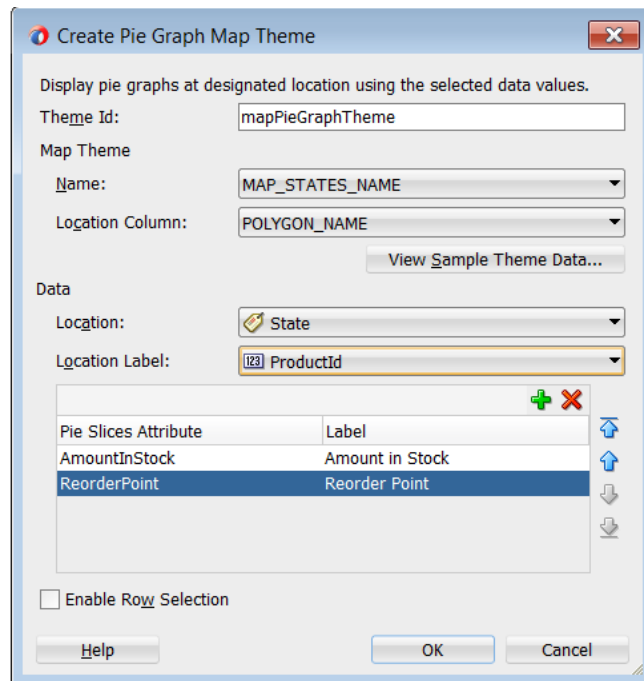 Create Pie Graph Map Theme
Display pie graphs at designated location using the selected data values.
Theme Id: mapPieGraphTheme
Map Theme
Name: MAP_STATES_NAME
Location Column: POLYGON_NAME
View Sample Theme Data...
Data
Location: State
Location Label: 123 ProductId
Pie Slices Attribute Label
AmountInStock Amount in Stock
ReorderPoint Reorder Point
Enable Row Selection
Help OK Cancel